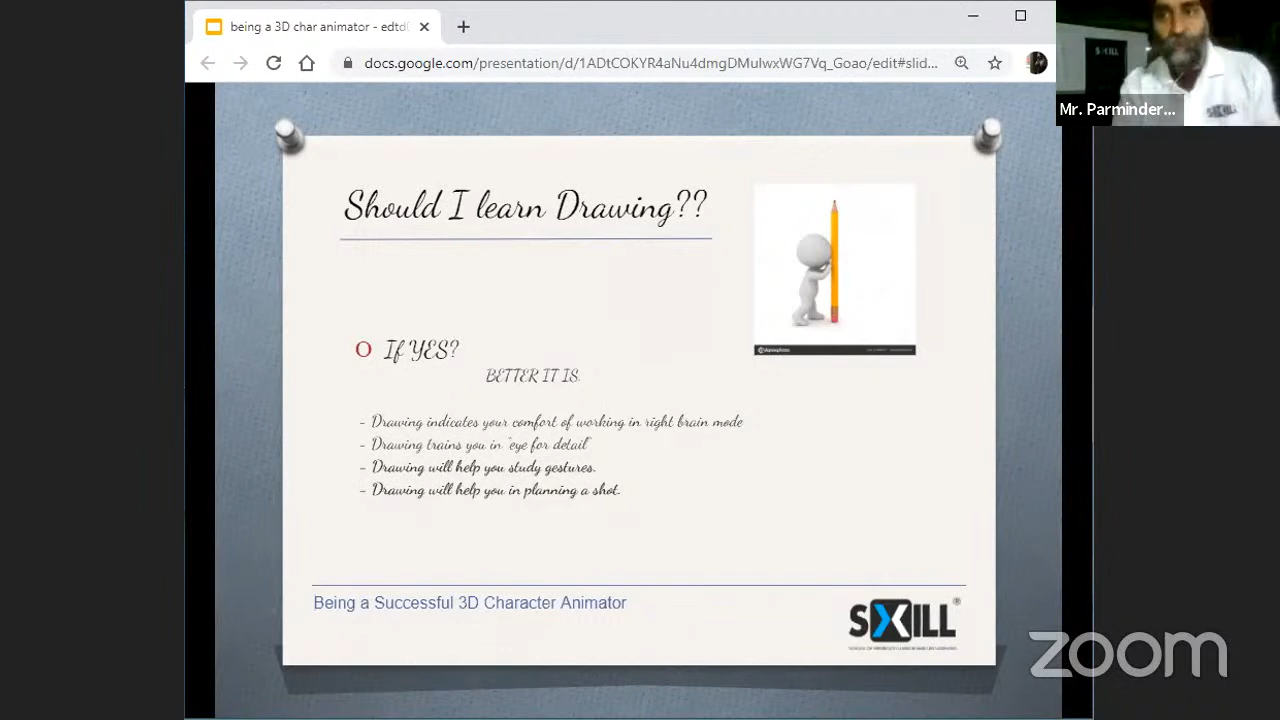 being a 3D char animator - edtd
docs.google.com/presentation/d/1ADtCOKYR4aNu4dmgDMulwxWG7Vq_Goao/edit#slid...
SXILL
Mr. Parminder...
Should I learn Drawing??
O If YES?
BETTER IT IS.
- Drawing indicates your comfort of working in right brain mode
- Drawing trains you in "eye for detail"
- Drawing will help you study gestures.
- Drawing will help you in planning a shot.
Being a Successful 3D Character Animator
SXILL®
zoom